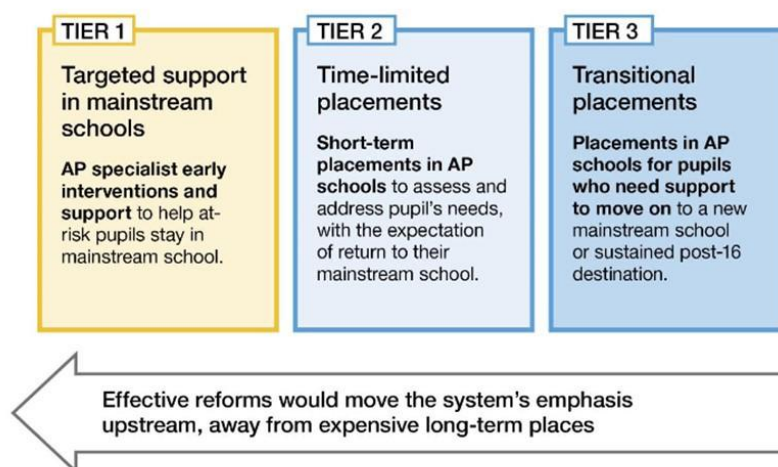 TIER 1
Targeted support
in mainstream
schools
AP specialist early
interventions and
support to help at-
risk pupils stay in
mainstream school.
TIER 2
Time-limited
placements
Short-term
placements in AP
schools to assess and
address pupil's needs,
with the expectation
of return to their
mainstream school.
TIER 3
Transitional
placements
Placements in AP
schools for pupils
who need support
to move on to a new
mainstream school
or sustained post-16
destination.
Effective reforms would move the system's emphasis
upstream, away from expensive long-term places